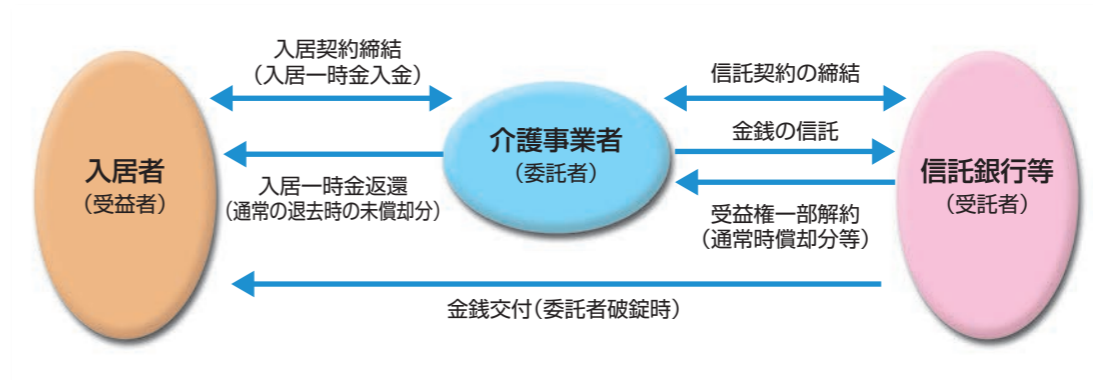 入居契約締結
（入居一時金入金）
信託契約の締結
金銭の信託
介護事業者
（委託者）
入居者
（受益者）
信託銀行等
（受託者）
入居一時金返還
（通常の退去時の未償却分）
受益権一部解約
（通常時償却分等）
金銭交付（委託者破錠時）